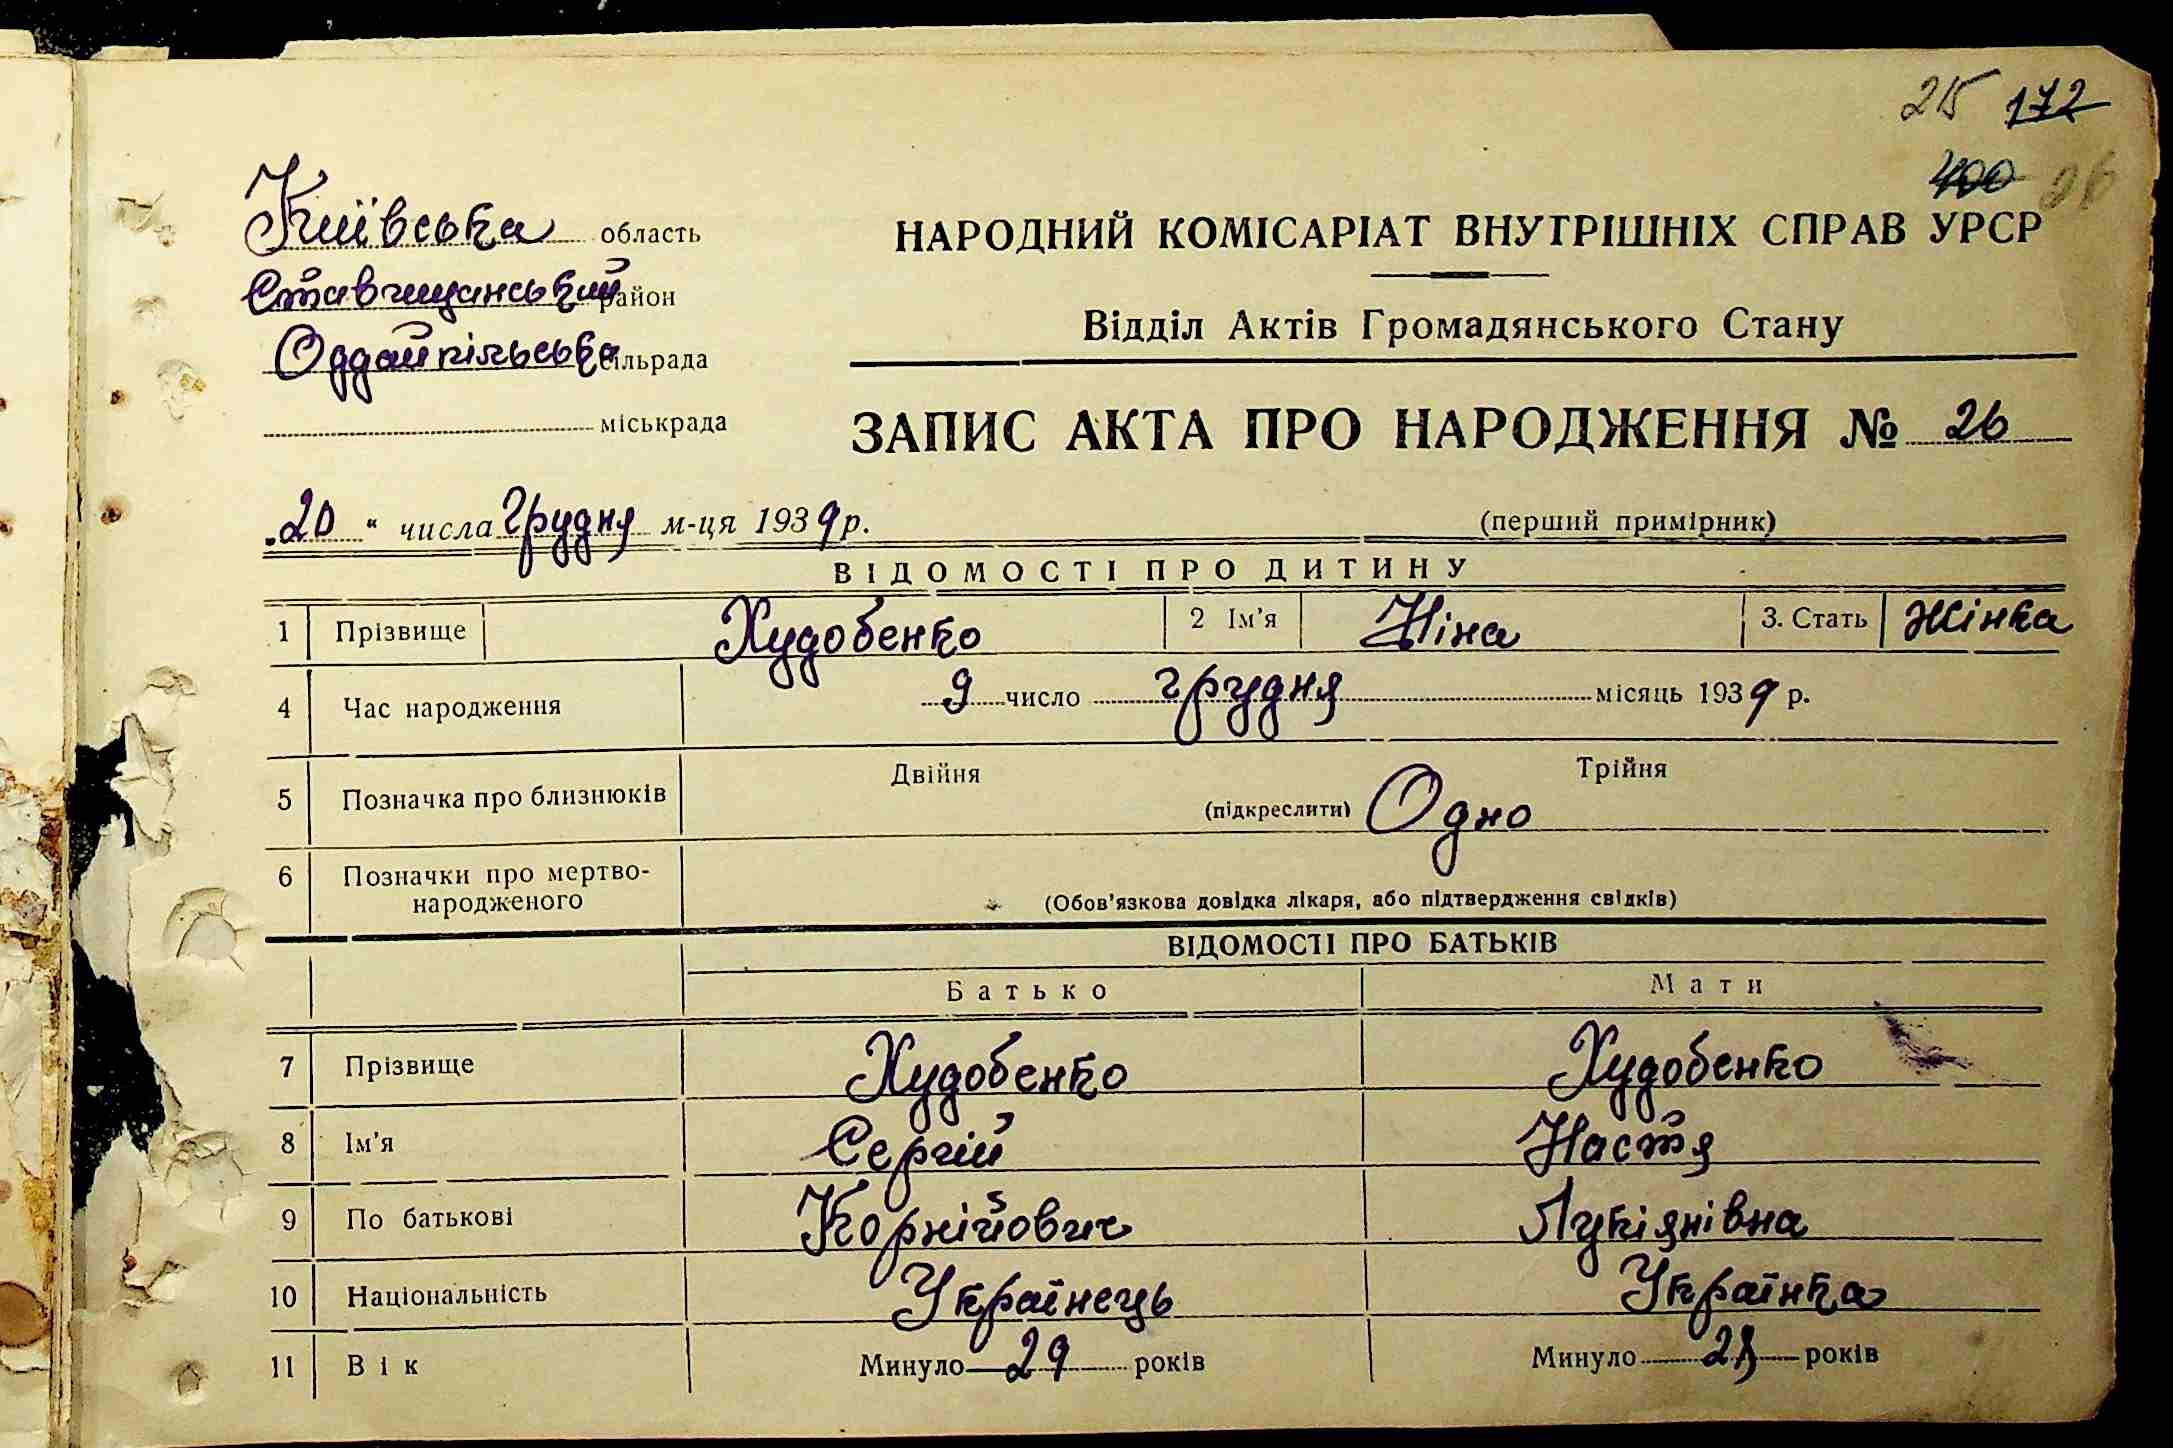 215 172
400 26
Київська область
Ставищанський район
Оддайпільська сільрада
міськрада
НАРОДНИЙ КОМІСАРІАТ ВНУТРІШНІХ СПРАВ УРСР
Відділ Актів Громадянського Стану
ЗАПИС АКТА ПРО НАРОДЖЕННЯ № 26
„20“ числа Грудня м-ця 1939 р.
(перший примірник)
ВІДОМОСТІ ПРО ДИТИНУ
1 Прізвище Худобенко 2 Ім'я Ніна 3. Стать Жінка
4 Час народження 9 число грудня місяць 1939 р.
5 Позначка про близнюків Двійня (підкреслити) Одно Трійня
6 Позначки про мертво-
народженого (Обов'язкова довідка лікаря, або підтвердження свідків)
ВІДОМОСТІ ПРО БАТЬКІВ
Батько Мати
7 Прізвище Худобенко Худобенко
8 Ім'я Сергій Настя
9 По батькові Корнійович Лукіянівна
10 Національність Українець Українка
11 Вік Минуло 29 років Минуло років